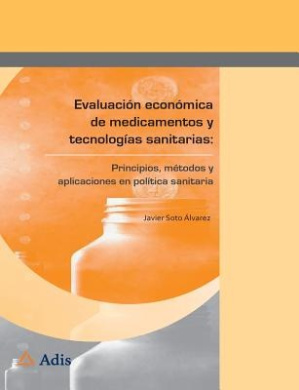 Evaluación económica
de medicamentos y
tecnologías sanitarias:
Principios, métodos y
aplicaciones en política sanitaria
Javier Soto Álvarez
Adis